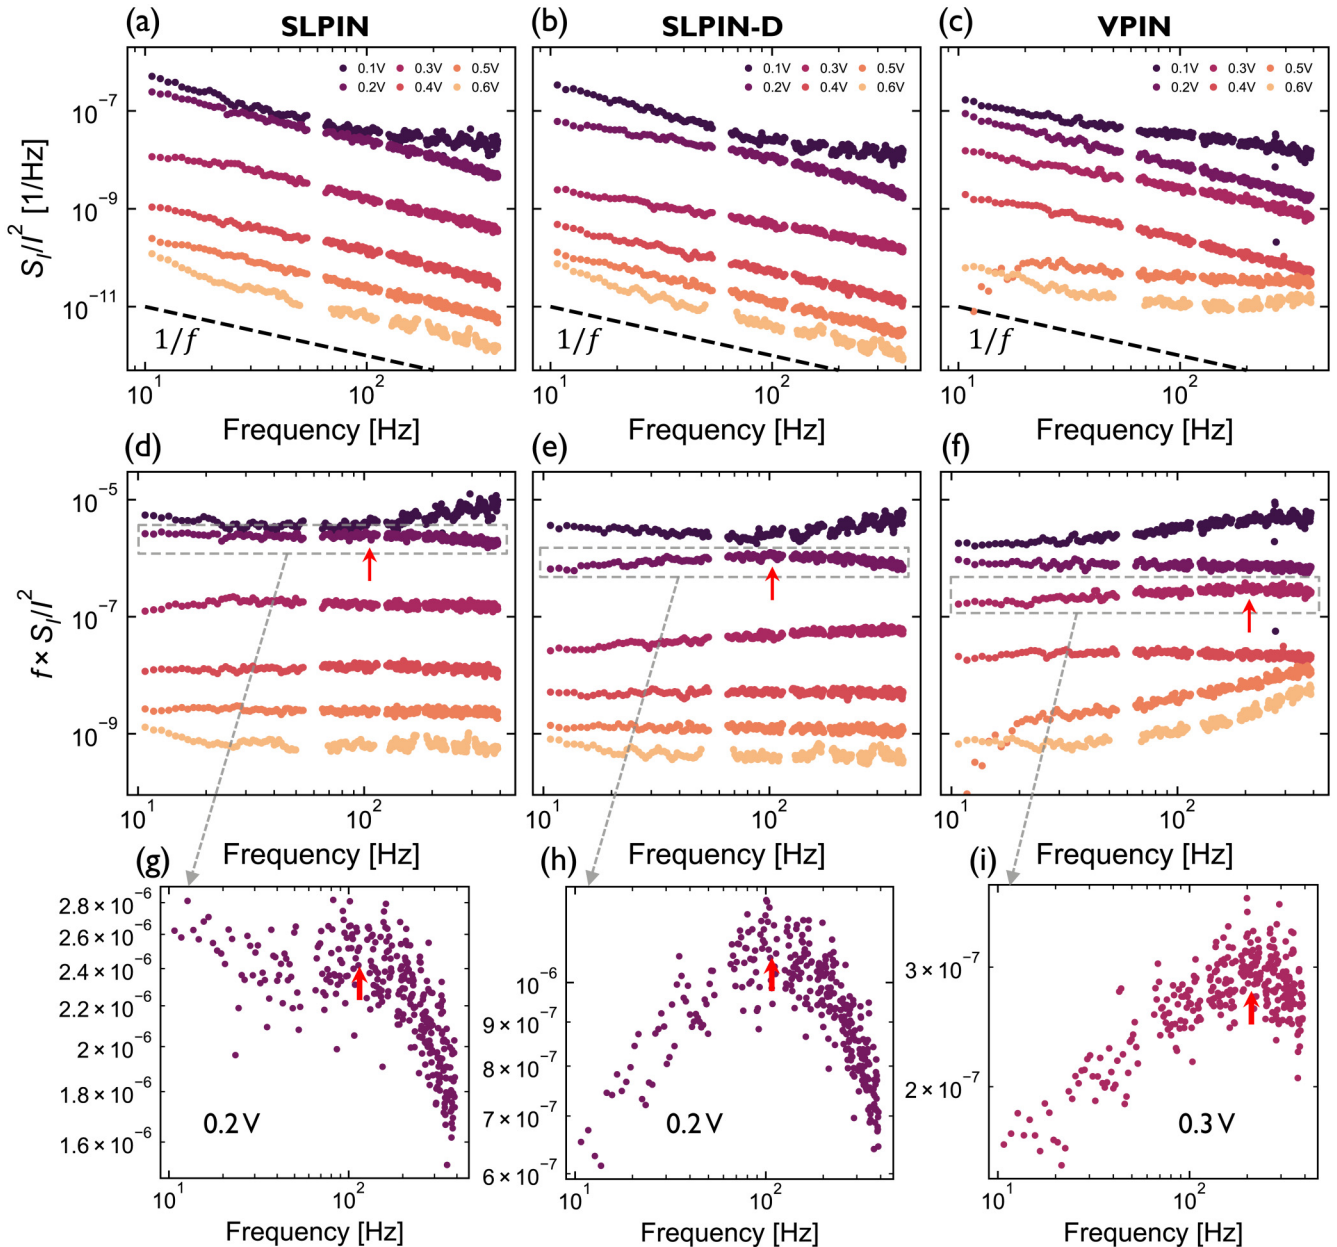 (a) SLPIN
(b) SLPIN-D
(c) VPIN
0.1V 0.3V 0.5V
0.2V 0.4V 0.6V
0.1V 0.3V 0.5V
0.2V 0.4V 0.6V
0.1V 0.3V 0.5V
0.2V 0.4V 0.6V
S_I/I^2 [1/Hz]
10^-7
10^-9
10^-11
1/f
1/f
1/f
10^1 10^2
10^1 10^2
10^1 10^2
Frequency [Hz]
Frequency [Hz]
Frequency [Hz]
(d)
(e)
(f)
f × S_I/I^2
10^-5
10^-7
10^-9
10^1 10^2
10^1 10^2
10^1 10^2
Frequency [Hz]
Frequency [Hz]
Frequency [Hz]
(g)
2.8 × 10^-6
2.6 × 10^-6
2.4 × 10^-6
2.2 × 10^-6
2 × 10^-6
1.8 × 10^-6
1.6 × 10^-6
0.2 V
10^1 10^2
Frequency [Hz]
(h)
10^-6
9 × 10^-7
8 × 10^-7
7 × 10^-7
6 × 10^-7
0.2 V
10^1 10^2
Frequency [Hz]
(i)
3 × 10^-7
2 × 10^-7
0.3 V
10^1 10^2
Frequency [Hz]